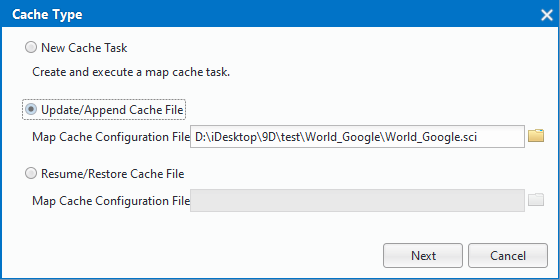 Cache Type
New Cache Task
Create and execute a map cache task.
Update/Append Cache File
Map Cache Configuration File D:\iDesktop\9D\test\World_Google\World_Google.sci
Resume/Restore Cache File
Map Cache Configuration File
Next Cancel